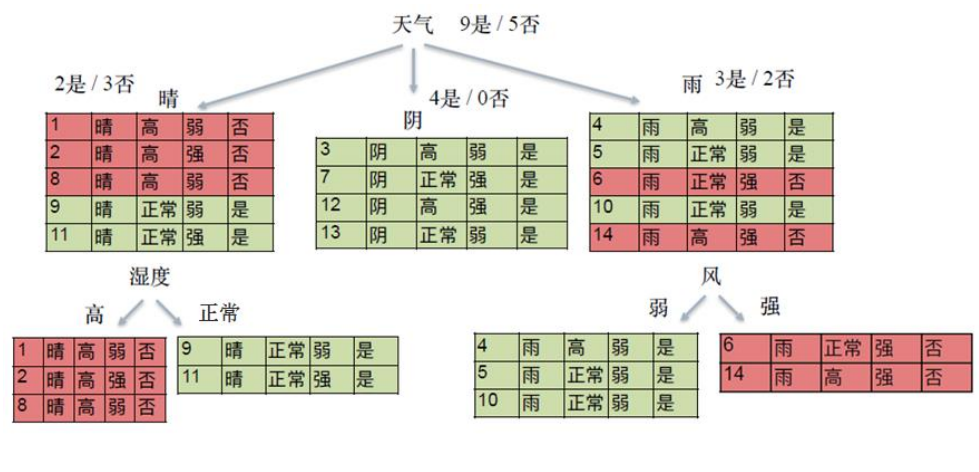 天气 9是 / 5否
2是 / 3否
晴
4是 / 0否
阴
雨 3是 / 2否
1 晴 高 弱 否
2 晴 高 强 否
8 晴 高 弱 否
9 晴 正常 弱 是
11 晴 正常 强 是
3 阴 高 弱 是
7 阴 正常 强 是
12 阴 高 强 是
13 阴 正常 弱 是
4 雨 高 弱 是
5 雨 正常 弱 是
6 雨 正常 强 否
10 雨 正常 弱 是
14 雨 高 强 否
湿度
高 正常
1 晴 高 弱 否
2 晴 高 强 否
8 晴 高 弱 否
9 晴 正常 弱 是
11 晴 正常 强 是
风
弱 强
4 雨 高 弱 是
5 雨 正常 弱 是
10 雨 正常 弱 是
6 雨 正常 强 否
14 雨 高 强 否